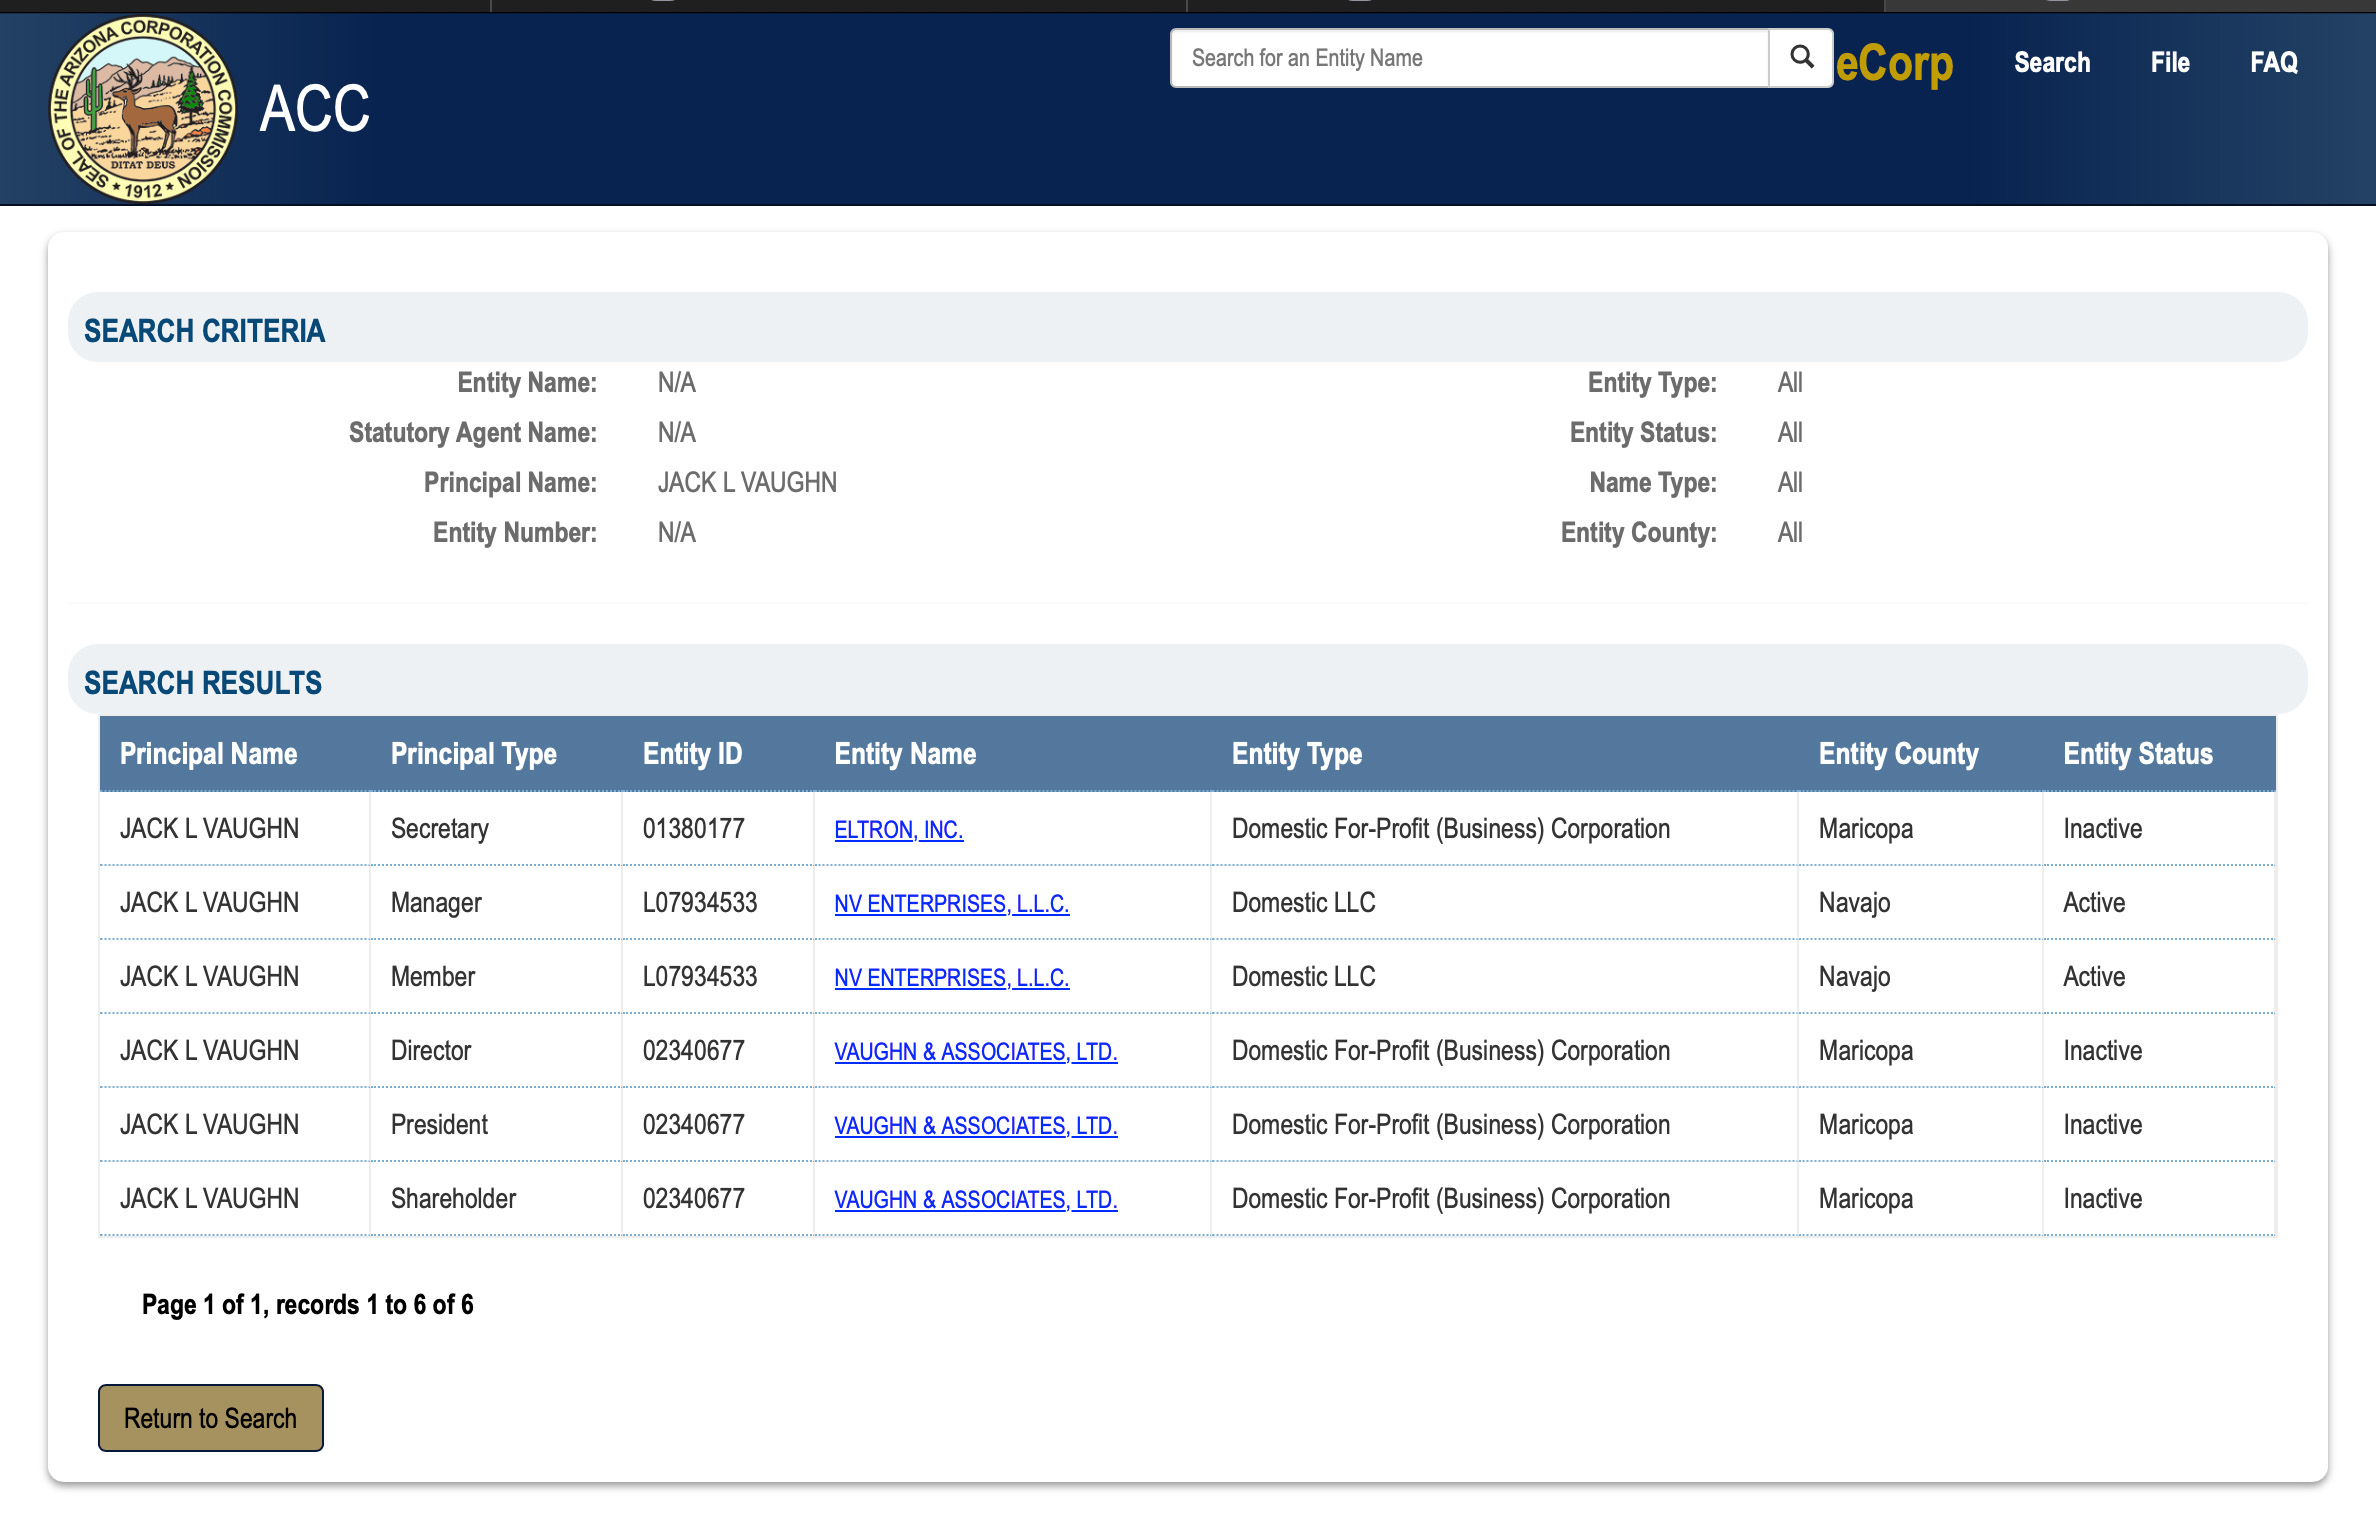 SEAL OF THE ARIZONA CORPORATION COMMISSION
DITAT DEUS
* 1912 *
ACC
Search for an Entity Name
eCorp
Search
File
FAQ
SEARCH CRITERIA
Entity Name: N/A Entity Type: All
Statutory Agent Name: N/A Entity Status: All
Principal Name: JACK L VAUGHN Name Type: All
Entity Number: N/A Entity County: All
SEARCH RESULTS
Principal Name Principal Type Entity ID Entity Name Entity Type Entity County Entity Status
JACK L VAUGHN Secretary 01380177 ELTRON, INC. Domestic For-Profit (Business) Corporation Maricopa Inactive
JACK L VAUGHN Manager L07934533 NV ENTERPRISES, L.L.C. Domestic LLC Navajo Active
JACK L VAUGHN Member L07934533 NV ENTERPRISES, L.L.C. Domestic LLC Navajo Active
JACK L VAUGHN Director 02340677 VAUGHN & ASSOCIATES, LTD. Domestic For-Profit (Business) Corporation Maricopa Inactive
JACK L VAUGHN President 02340677 VAUGHN & ASSOCIATES, LTD. Domestic For-Profit (Business) Corporation Maricopa Inactive
JACK L VAUGHN Shareholder 02340677 VAUGHN & ASSOCIATES, LTD. Domestic For-Profit (Business) Corporation Maricopa Inactive
Page 1 of 1, records 1 to 6 of 6
Return to Search